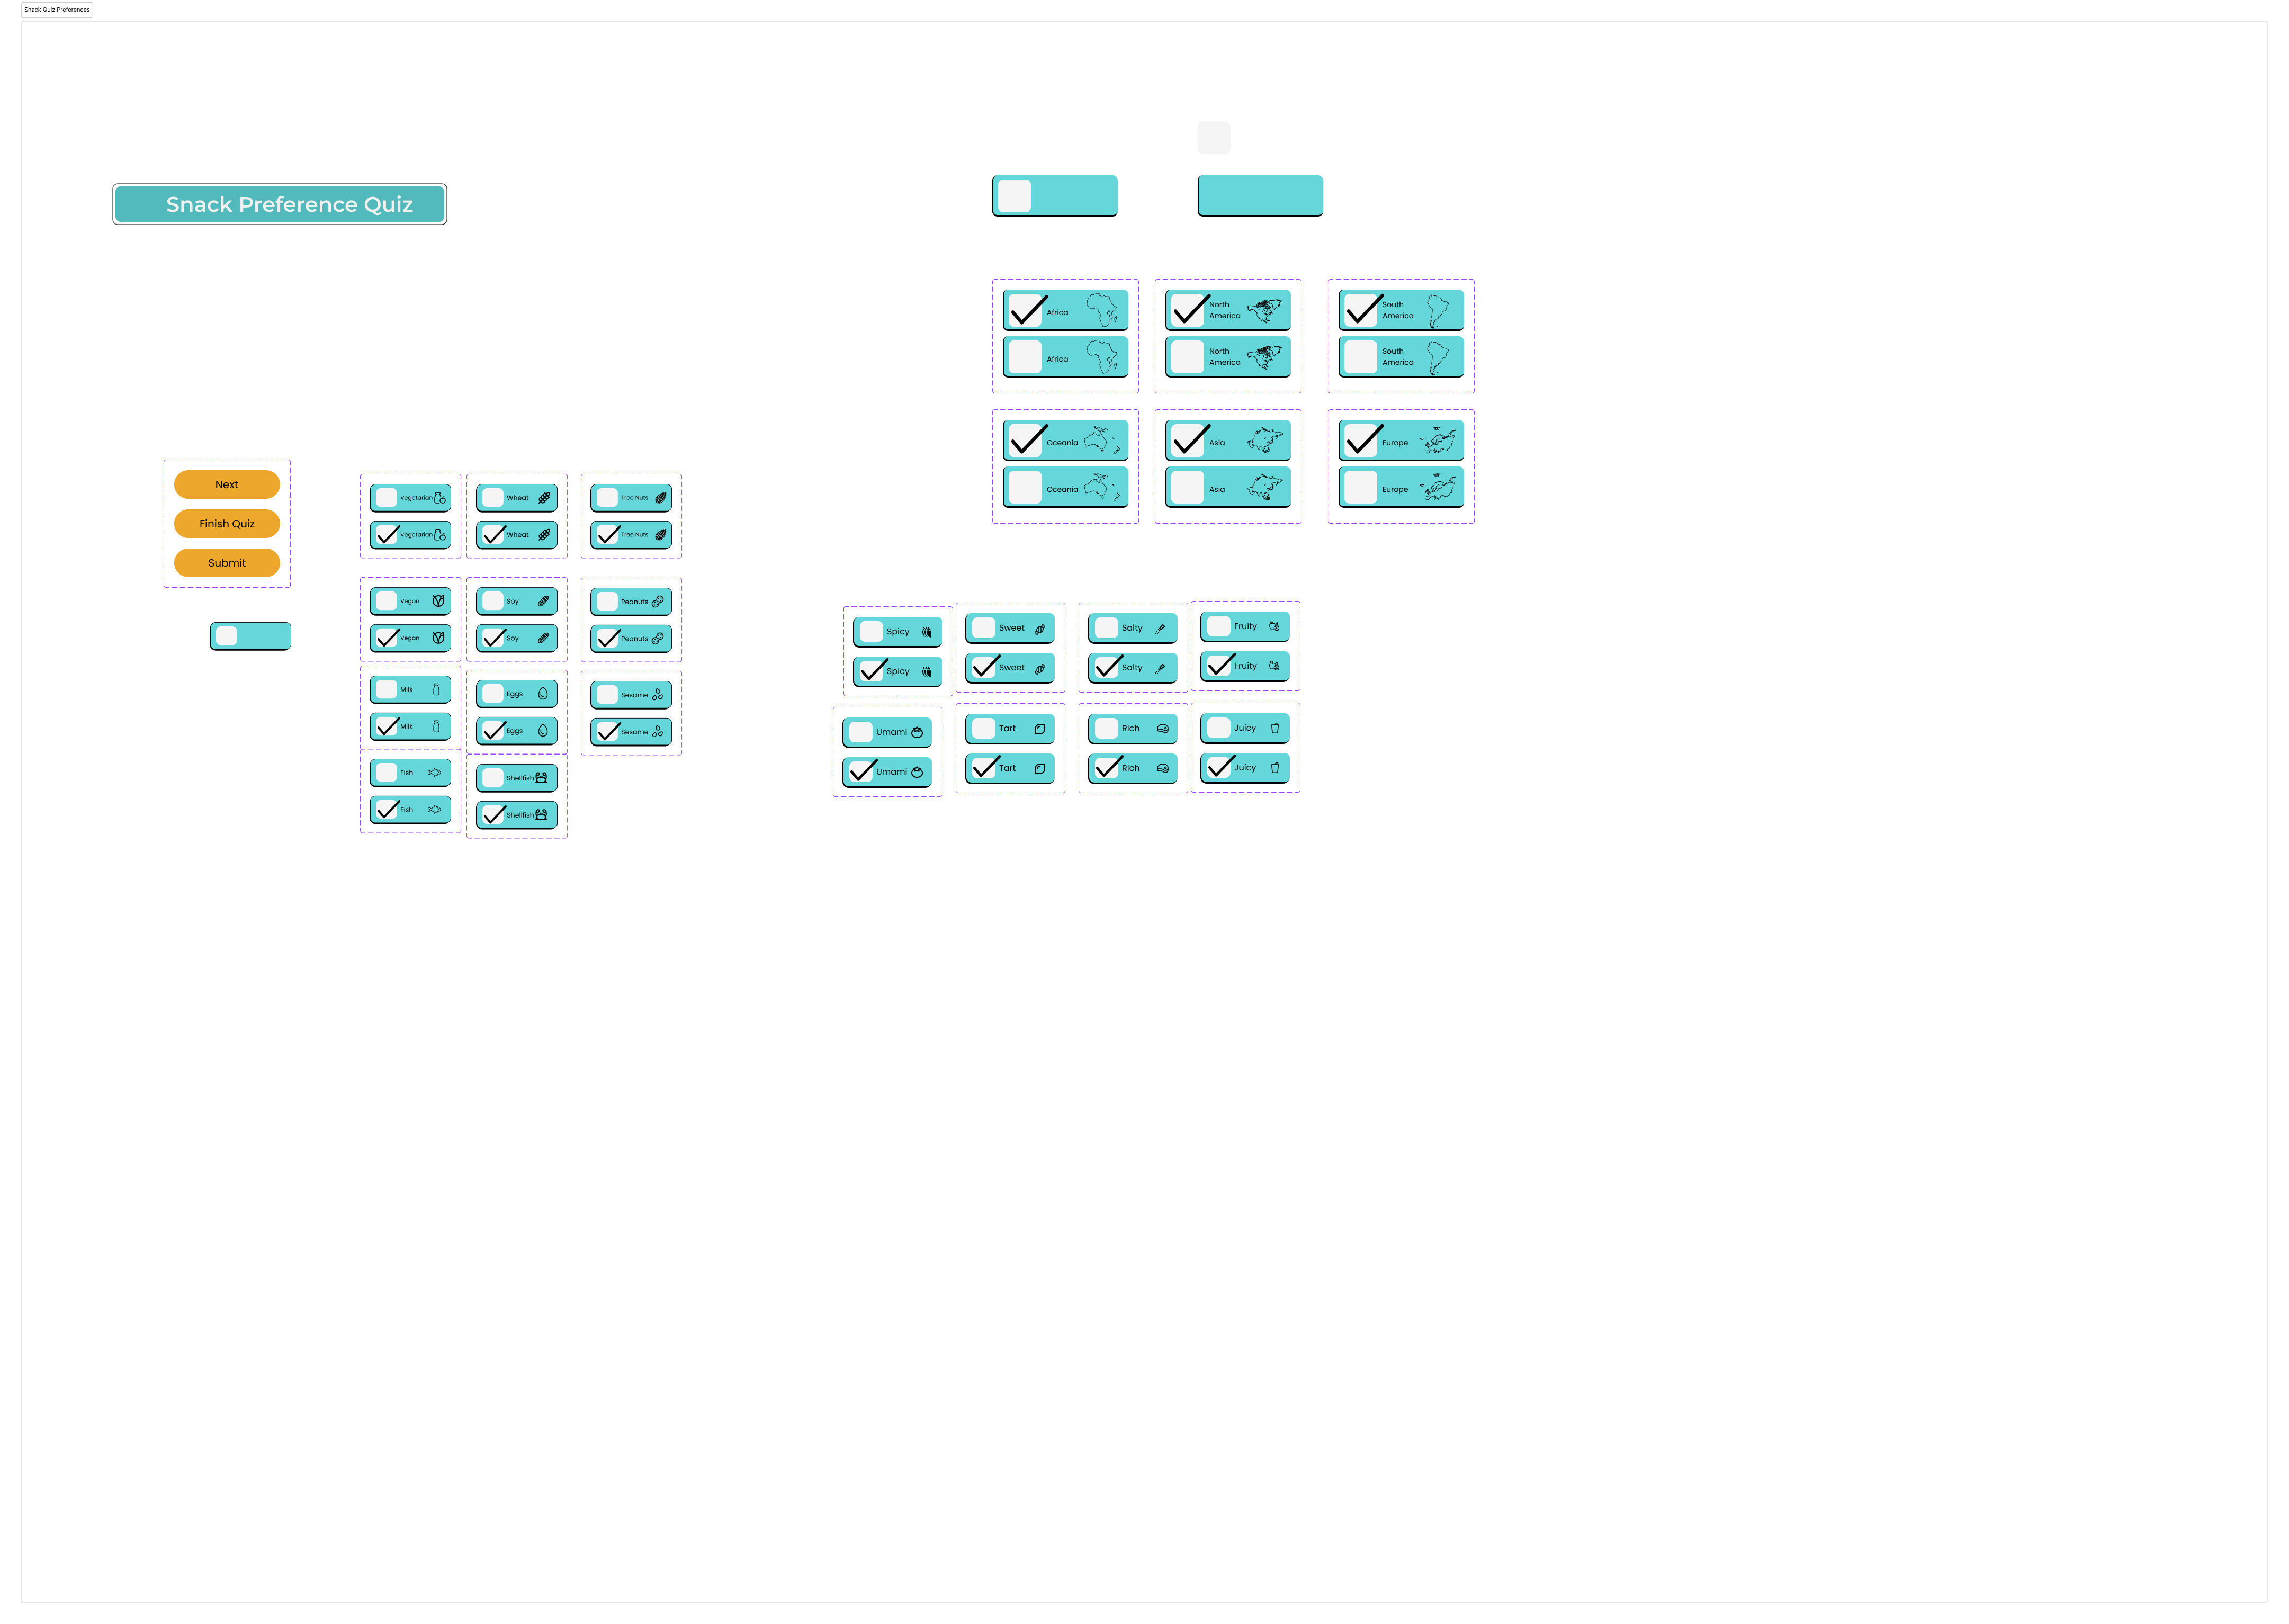 Snack Quiz Preferences
Snack Preference Quiz
Africa
North
America
South
America
Africa
North
America
South
America
Oceania
Asia
Europe
Oceania
Asia
Europe
Next
Finish Quiz
Submit
Vegetarian
Wheat
Tree Nuts
Vegetarian
Wheat
Tree Nuts
Vegan
Soy
Peanuts
Vegan
Soy
Peanuts
Milk
Eggs
Sesame
Milk
Eggs
Sesame
Fish
Shellfish
Fish
Shellfish
Spicy
Sweet
Salty
Fruity
Spicy
Sweet
Salty
Fruity
Umami
Tart
Rich
Juicy
Umami
Tart
Rich
Juicy